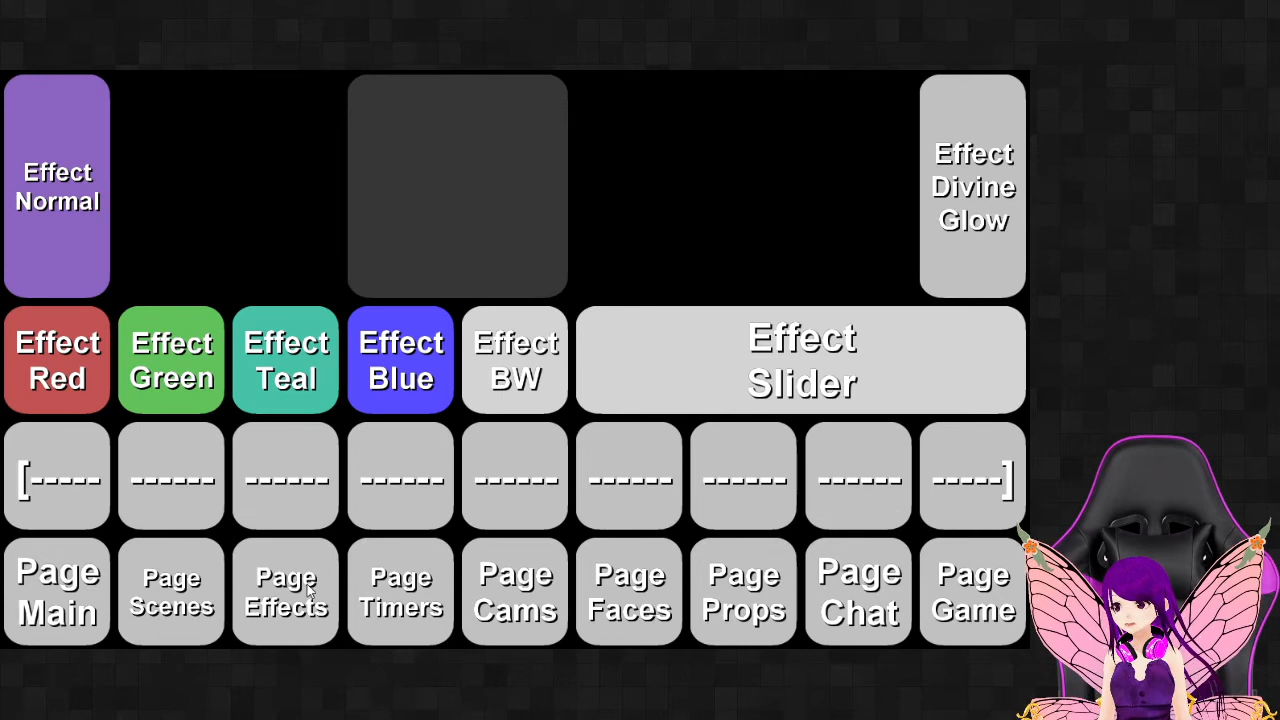 Effect
Normal
Effect
Divine
Glow
Effect
Red
Effect
Green
Effect
Teal
Effect
Blue
Effect
BW
Effect
Slider
[-----
------
------
------
------
------
------
------
-----]
Page
Main
Page
Scenes
Page
Effects
Page
Timers
Page
Cams
Page
Faces
Page
Props
Page
Chat
Page
Game